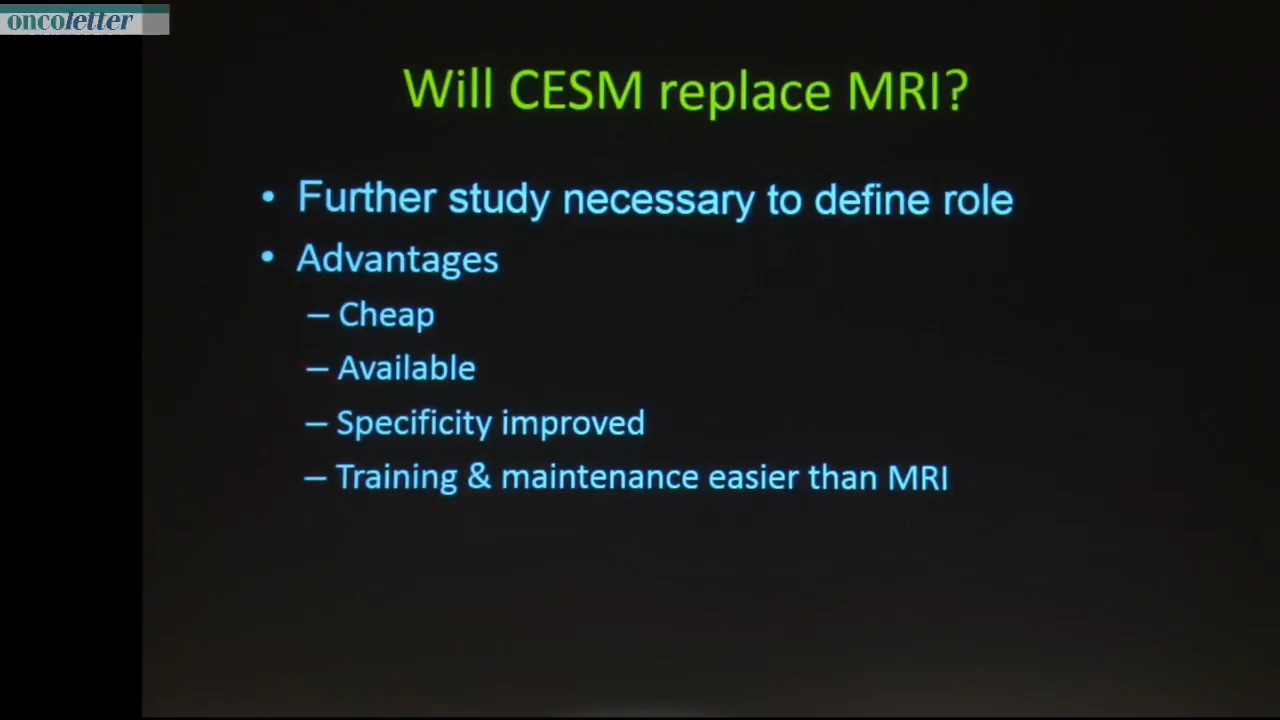 oncoletter
Will CESM replace MRI?
• Further study necessary to define role
• Advantages
– Cheap
– Available
– Specificity improved
– Training & maintenance easier than MRI